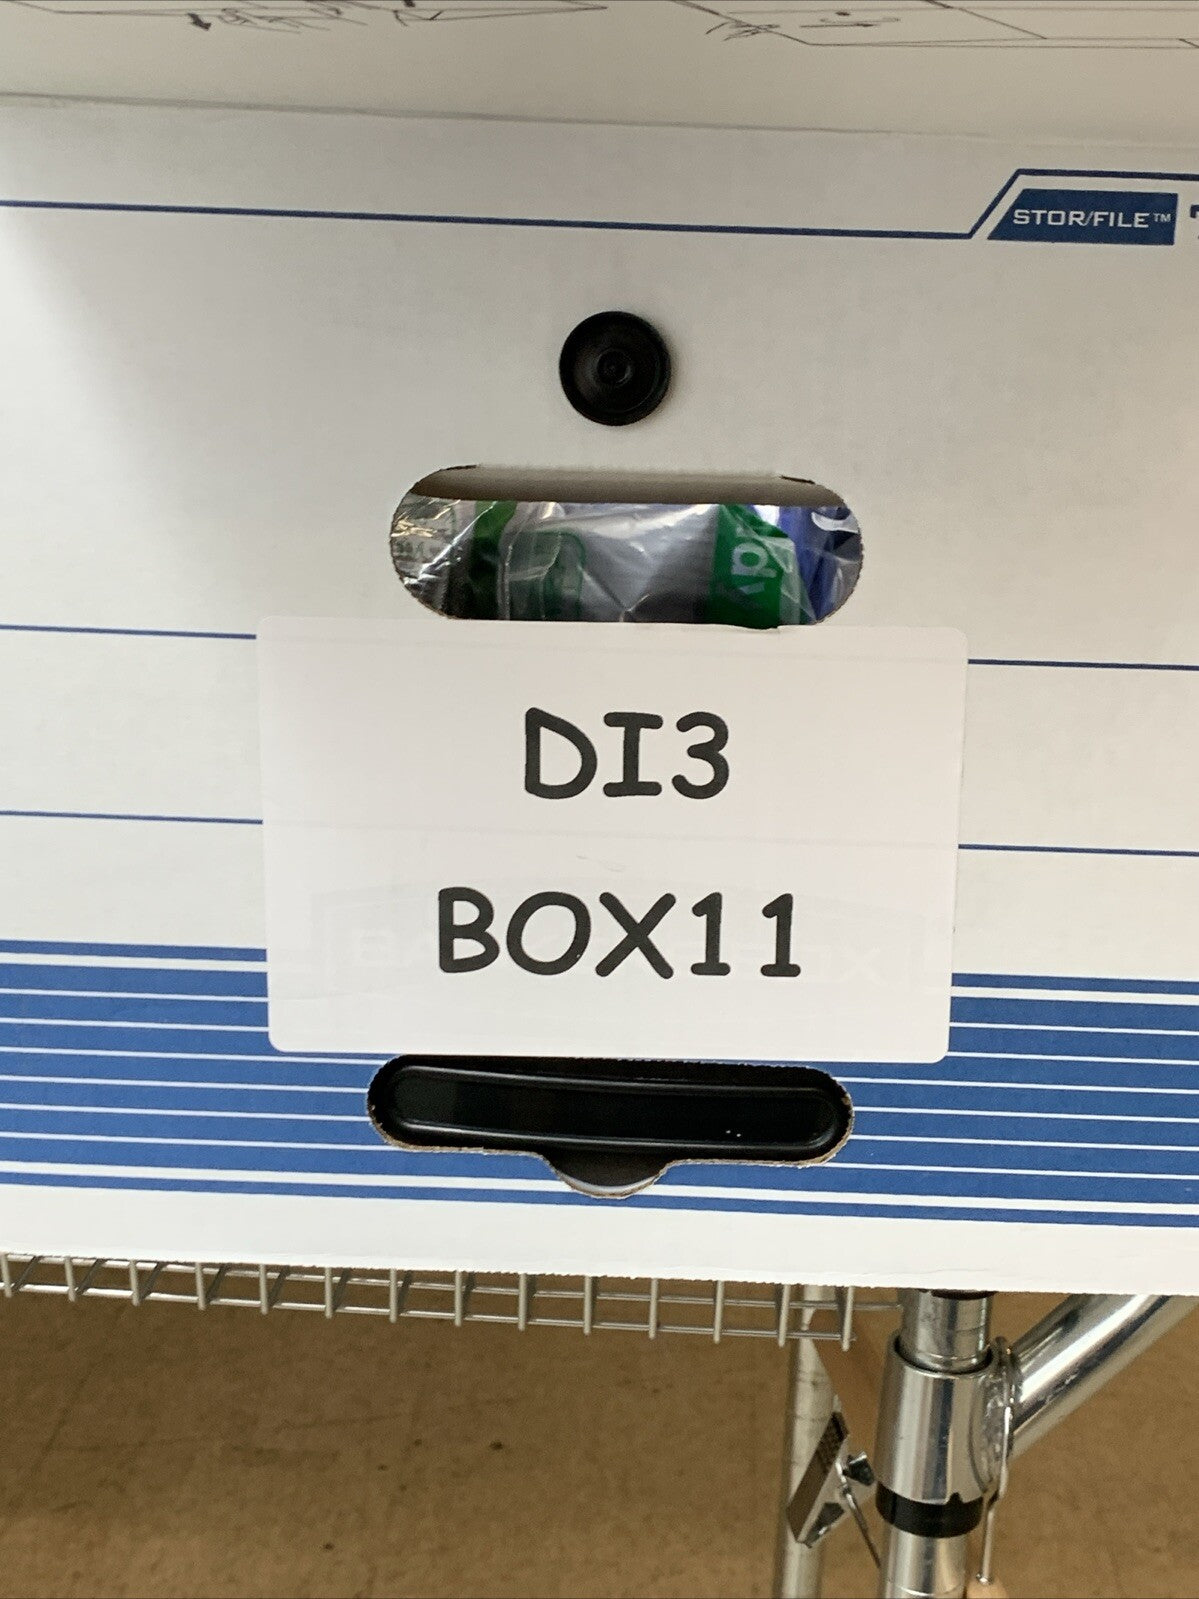 STOR/FILE™
DI3
BOX11